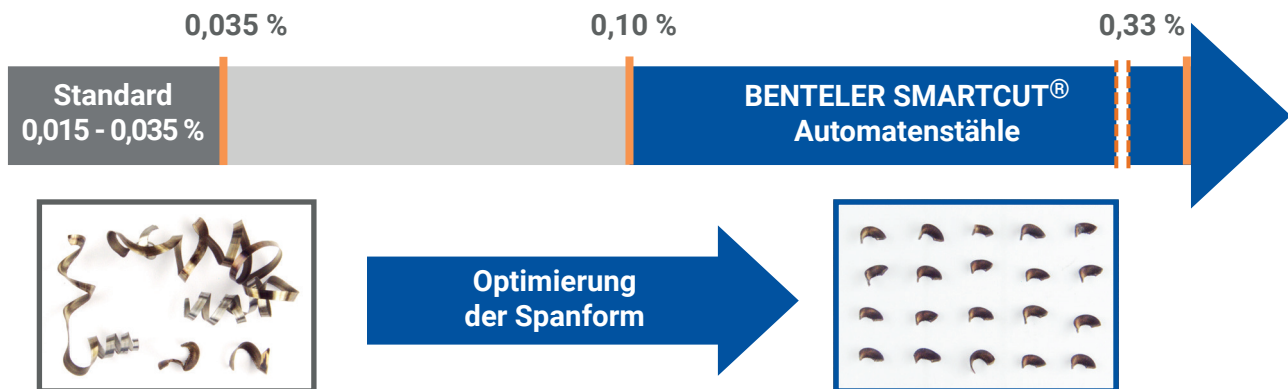 0,035 %
0,10 %
0,33 %
Standard
0,015 - 0,035 %
BENTELER SMARTCUT®
Automatenstähle
Optimierung
der Spanform